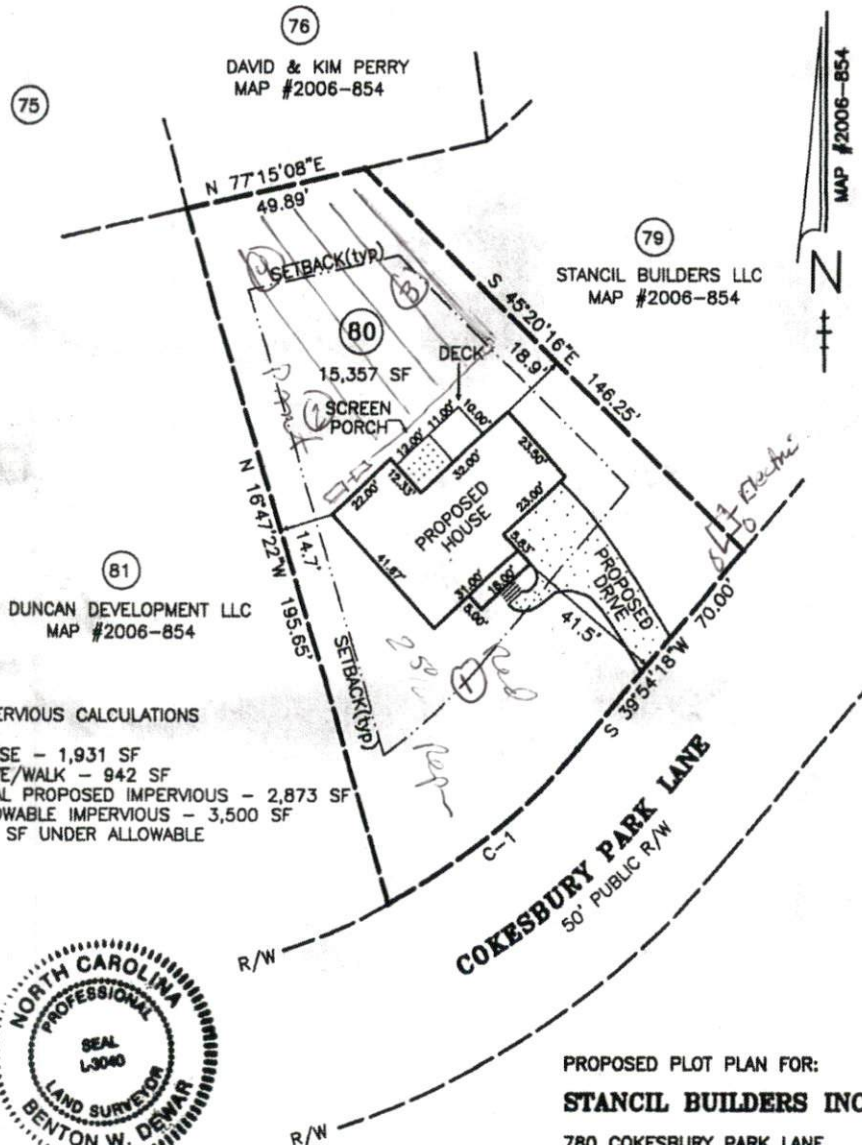 76
DAVID & KIM PERRY
MAP #2006-854
75
MAP #2006-854
N
N 77°15'08"E
49.89'
SETBACK(typ)
79
STANCIL BUILDERS LLC
MAP #2006-854
80
15,357 SF
S 45°20'16"E
146.25'
18.9'
DECK
SCREEN
PORCH
12.00'
11.00'
10.00'
32.00'
12.33'
22.00'
23.50'
23.00'
PROPOSED
HOUSE
41.67'
5.83'
31.00'
18.00'
5.00'
PROPOSED
DRIVE
41.5'
Electric
N 16°47'22"W
195.65'
14.7'
81
DUNCAN DEVELOPMENT LLC
MAP #2006-854
SETBACK(typ)
S 39°54'18"W
70.00'
ERVIOUS CALCULATIONS
SE - 1,931 SF
E/WALK - 942 SF
AL PROPOSED IMPERVIOUS - 2,873 SF
OWABLE IMPERVIOUS - 3,500 SF
SF UNDER ALLOWABLE
25%
Red
Repair
C-1
COKESBURY PARK LANE
50' PUBLIC R/W
R/W
NORTH CAROLINA
PROFESSIONAL
SEAL
L-3040
LAND SURVEYOR
BENTON W. DEWAR
R/W
PROPOSED PLOT PLAN FOR:
STANCIL BUILDERS INC
780 COKESBURY PARK LANE